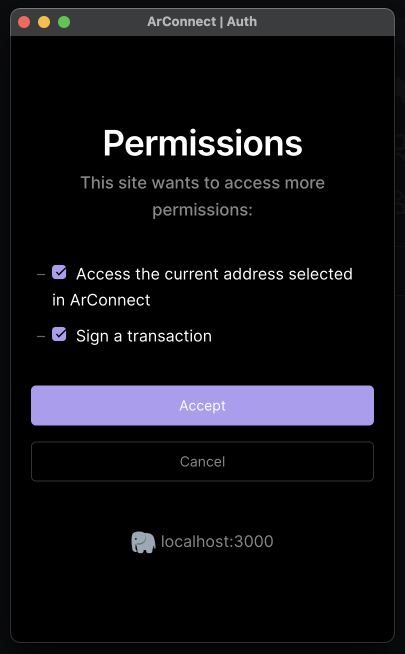 ArConnect | Auth
Permissions
This site wants to access more
permissions:
– Access the current address selected
in ArConnect
– Sign a transaction
Accept
Cancel
localhost:3000